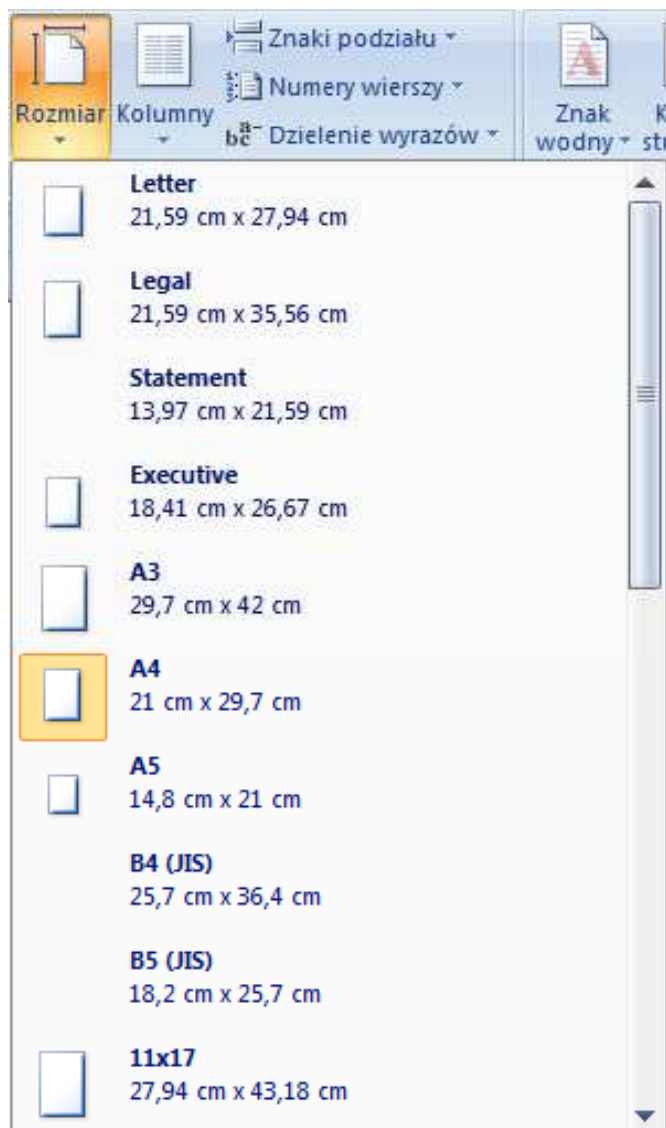 Rozmiar
Kolumny
Znaki podziału
Numery wierszy
bc a-
Dzielenie wyrazów
Znak
wodny
Letter
21,59 cm x 27,94 cm
Legal
21,59 cm x 35,56 cm
Statement
13,97 cm x 21,59 cm
Executive
18,41 cm x 26,67 cm
A3
29,7 cm x 42 cm
A4
21 cm x 29,7 cm
A5
14,8 cm x 21 cm
B4 (JIS)
25,7 cm x 36,4 cm
B5 (JIS)
18,2 cm x 25,7 cm
11x17
27,94 cm x 43,18 cm